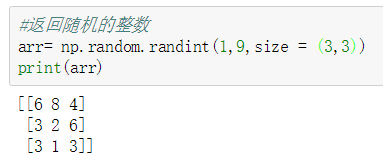 #返回随机的整数
arr= np.random.randint(1,9,size = (3,3))
print(arr)
[[6 8 4]
 [3 2 6]
 [3 1 3]]